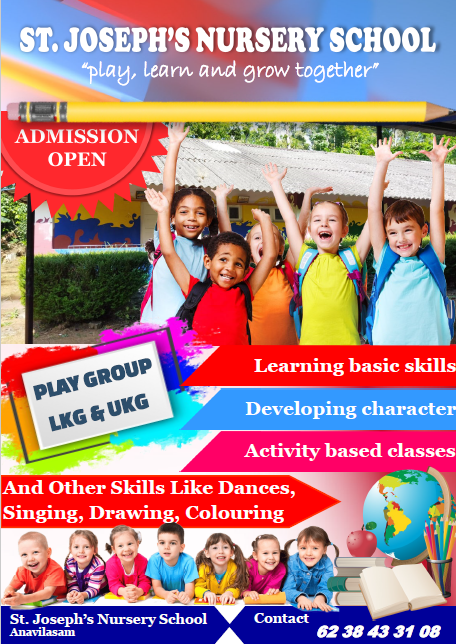 ST. JOSEPH'S NURSERY SCHOOL
"play, learn and grow together"
ADMISSION
OPEN
PLAY GROUP
LKG & UKG
Learning basic skills
Developing character
Activity based classes
And Other Skills Like Dances,
Singing, Drawing, Colouring
St. Joseph's Nursery School
Anavilasam
Contact
62 38 43 31 08